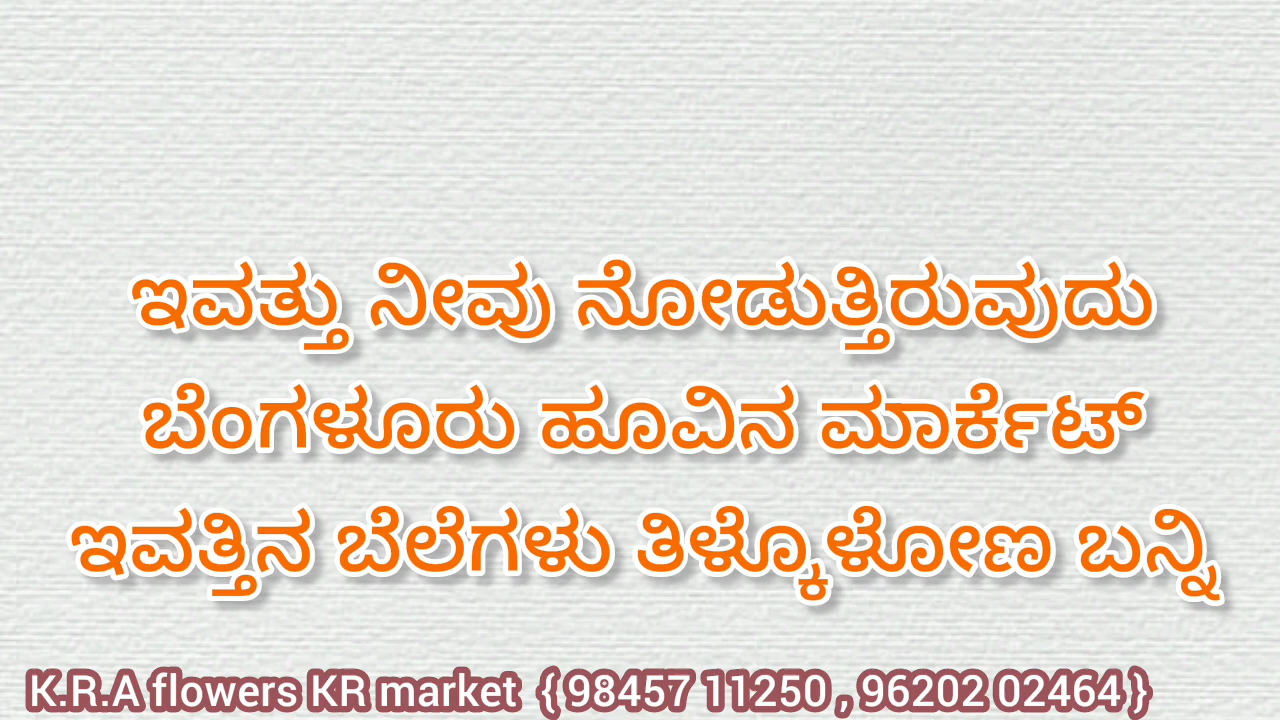 ಇವತ್ತು ನೀವು ನೋಡುತ್ತಿರುವುದು
ಬೆಂಗಳೂರು ಹೂವಿನ ಮಾರ್ಕೆಟ್
ಇವತ್ತಿನ ಬೆಲೆಗಳು ತಿಳ್ಕೊಳೋಣ ಬನ್ನಿ
K.R.A flowers KR market { 98457 11250 , 96202 02464 }